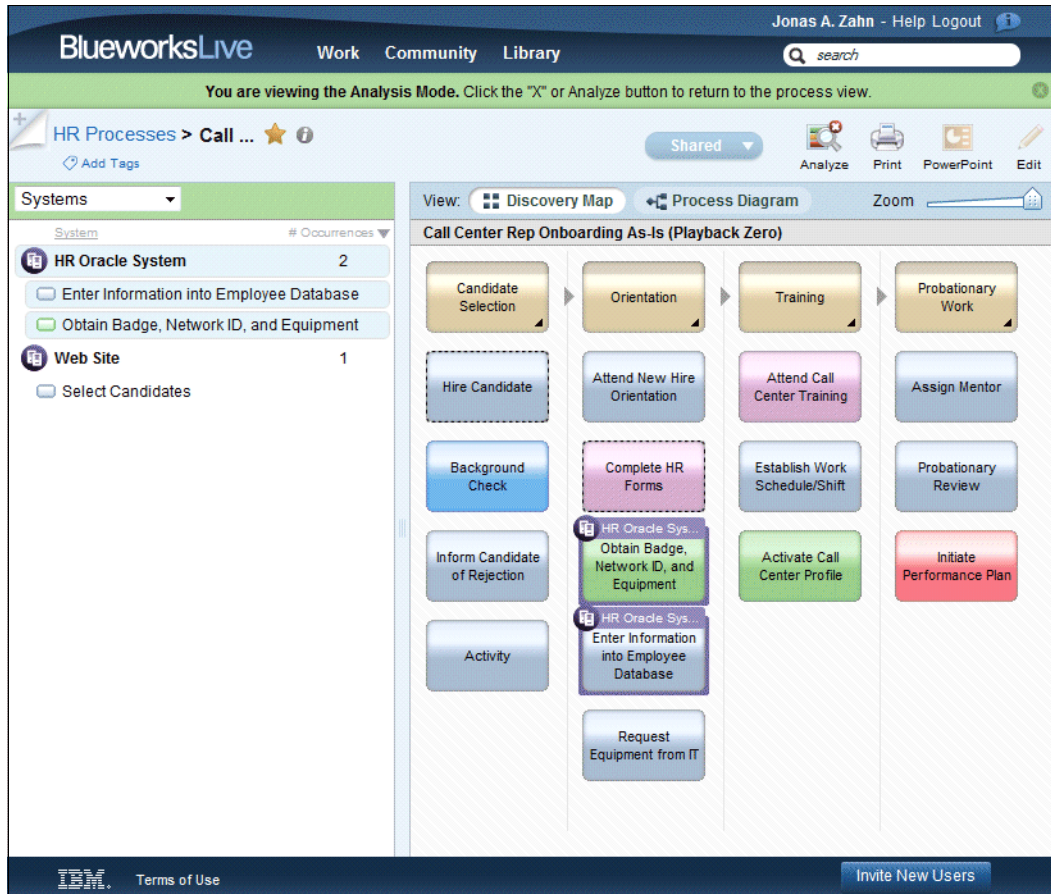 Jonas A. Zahn - Help Logout
BlueworksLive
Work Community Library
search
You are viewing the Analysis Mode. Click the "X" or Analyze button to return to the process view.
HR Processes > Call ...
Add Tags
Shared
Analyze
Print
PowerPoint
Edit
Systems
View: Discovery Map Process Diagram Zoom
System # Occurrences
HR Oracle System 2
Enter Information into Employee Database
Obtain Badge, Network ID, and Equipment
Web Site 1
Select Candidates
Call Center Rep Onboarding As-Is (Playback Zero)
Candidate
Selection
Orientation
Training
Probationary
Work
Hire Candidate
Attend New Hire
Orientation
Attend Call
Center Training
Assign Mentor
Background
Check
Complete HR
Forms
Establish Work
Schedule/Shift
Probationary
Review
Inform Candidate
of Rejection
HR Oracle Sys...
Obtain Badge,
Network ID, and
Equipment
Activate Call
Center Profile
Initiate
Performance Plan
Activity
HR Oracle Sys...
Enter Information
into Employee
Database
Request
Equipment from IT
IBM.
Terms of Use
Invite New Users